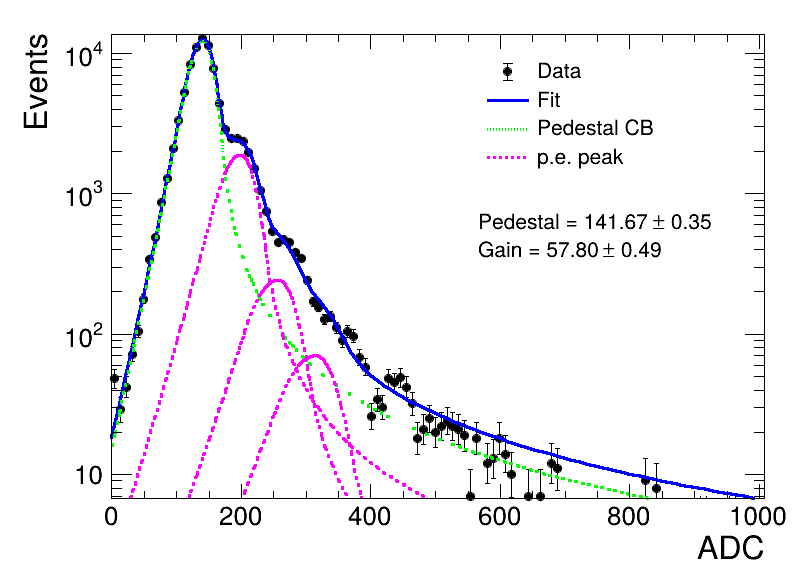 Events
10^4
10^3
10^2
10
0
200
400
600
800
1000
ADC
Data
Fit
Pedestal CB
p.e. peak
Pedestal = 141.67 ± 0.35
Gain = 57.80 ± 0.49